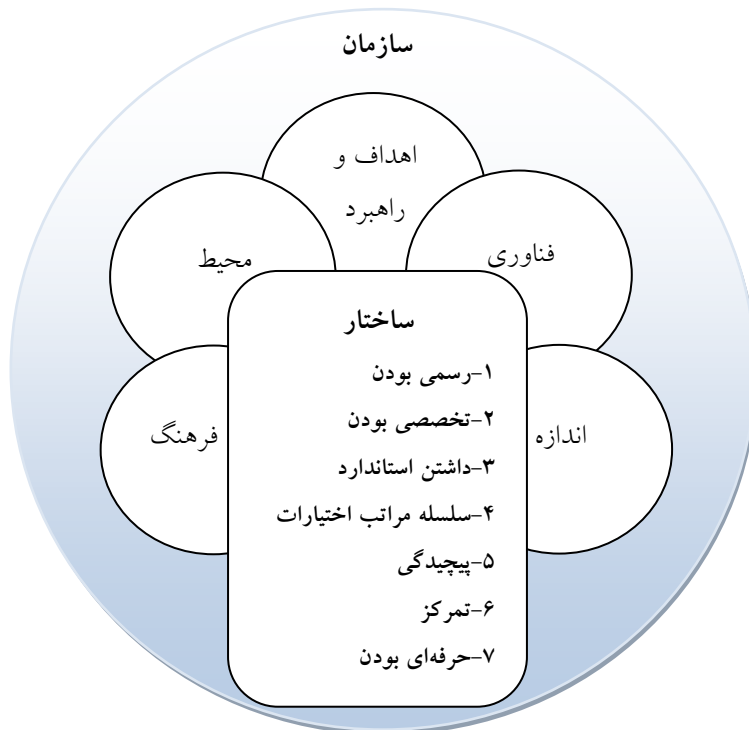 سازمان
اهداف و
راهبرد
فناوری
محیط
ساختار
۱-رسمی بودن
۲-تخصصی بودن
۳-داشتن استاندارد
۴-سلسله مراتب اختیارات
۵-پیچیدگی
۶-تمرکز
۷-حرفه‌ای بودن
اندازه
فرهنگ